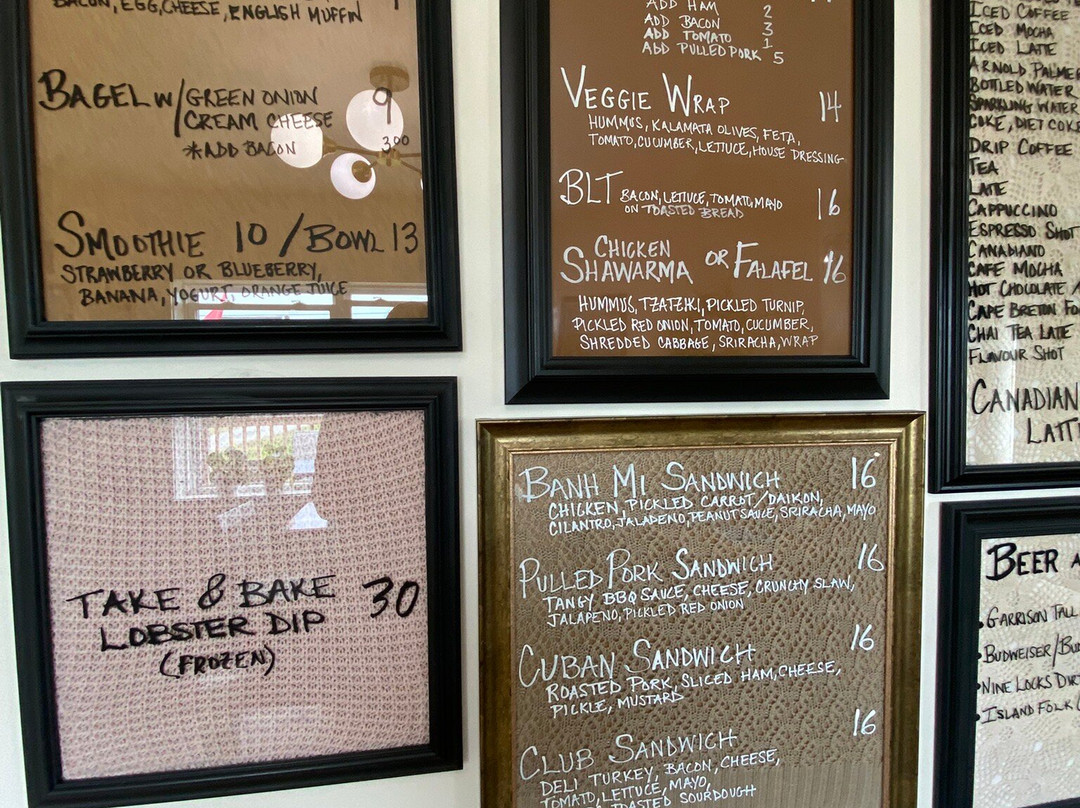 BACON, EGG, CHEESE, ENGLISH MUFFIN
BAGEL W/ GREEN ONION 9
CREAM CHEESE
*ADD BACON 3.00
SMOOTHIE 10 / BOWL 13
STRAWBERRY OR BLUEBERRY,
BANANA, YOGURT, ORANGE JUICE
TAKE & BAKE 30
LOBSTER DIP
(FROZEN)
ADD HAM 2
ADD BACON 3
ADD TOMATO 1
ADD PULLED PORK 5
VEGGIE WRAP 14
HUMMUS, KALAMATA OLIVES, FETA,
TOMATO, CUCUMBER, LETTUCE, HOUSE DRESSING
BLT BACON, LETTUCE, TOMATO, MAYO 16
ON TOASTED BREAD
CHICKEN
SHAWARMA OR FALAFEL 16
HUMMUS, TZATZIKI, PICKLED TURNIP,
PICKLED RED ONION, TOMATO, CUCUMBER,
SHREDDED CABBAGE, SRIRACHA, WRAP
BANH MI SANDWICH 16
CHICKEN, PICKLED CARROT/DAIKON,
CILANTRO, JALAPENO, PEANUT SAUCE, SRIRACHA, MAYO
PULLED PORK SANDWICH 16
TANGY BBQ SAUCE, CHEESE, CRUNCHY SLAW,
JALAPENO, PICKLED RED ONION
CUBAN SANDWICH 16
ROASTED PORK, SLICED HAM, CHEESE,
PICKLE, MUSTARD
CLUB SANDWICH 16
DELI TURKEY, BACON, CHEESE,
TOMATO, LETTUCE, MAYO,
TOASTED SOURDOUGH
ICED COFFEE
ICED MOCHA
ICED LATTE
ARNOLD PALMER
BOTTLED WATER
SPARKLING WATER
COKE, DIET COKE
DRIP COFFEE
TEA
LATTE
CAPPUCCINO
ESPRESSO SHOT
CANADIANO
CAFE MOCHA
HOT CHOCOLATE /
CAPE BRETON FO
CHAI TEA LATTE
FLAVOUR SHOT
CANADIAN
LATT
BEER
GARRISON TALL
BUDWEISER/BUD
NINE LOCKS DIRT
ISLAND FOLK